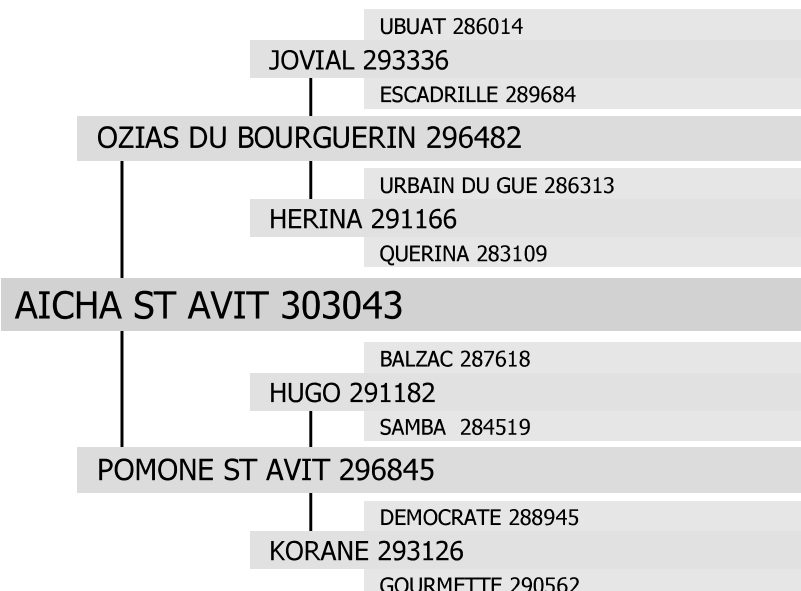 UBUAT 286014
JOVIAL 293336
ESCADRILLE 289684
OZIAS DU BOURGUERIN 296482
URBAIN DU GUE 286313
HERINA 291166
QUERINA 283109
AICHA ST AVIT 303043
BALZAC 287618
HUGO 291182
SAMBA  284519
POMONE ST AVIT 296845
DEMOCRATE 288945
KORANE 293126
GOURMETTE 290562